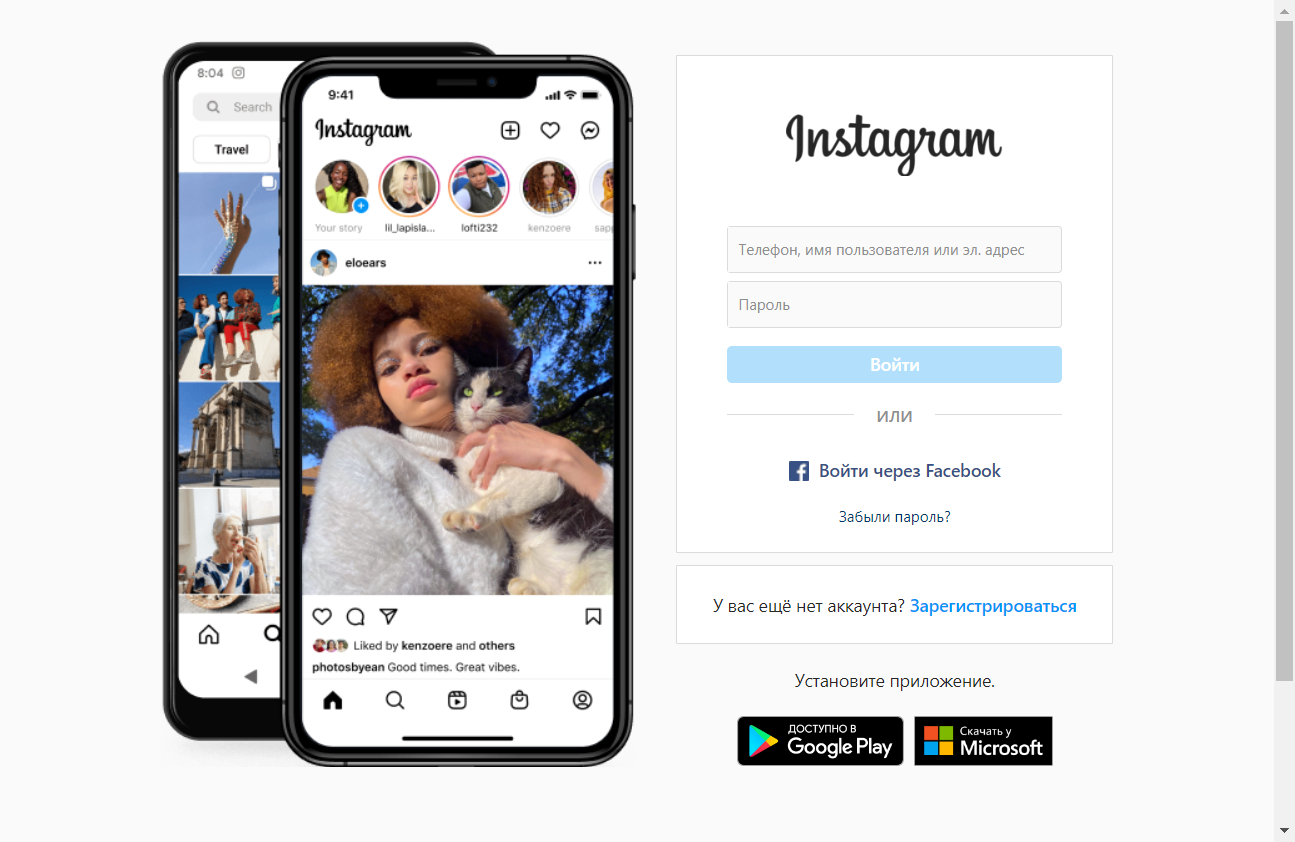 8:04
Search
Travel
9:41
Instagram
Your story
lil_lapisla...
lofti232
kenzoere
sapp
eloears
Liked by kenzoere and others
photosbyean Good times. Great vibes.
Instagram
Телефон, имя пользователя или эл. адрес
Пароль
Войти
ИЛИ
Войти через Facebook
Забыли пароль?
У вас ещё нет аккаунта? Зарегистрироваться
Установите приложение.
ДОСТУПНО В
Google Play
Скачать у
Microsoft